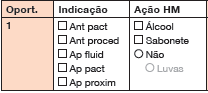 Oport. Indicação Ação HM
1 Ant pact Álcool
Ant proced Sabonete
Ap fluid Não
Ap pact Luvas
Ap proxim